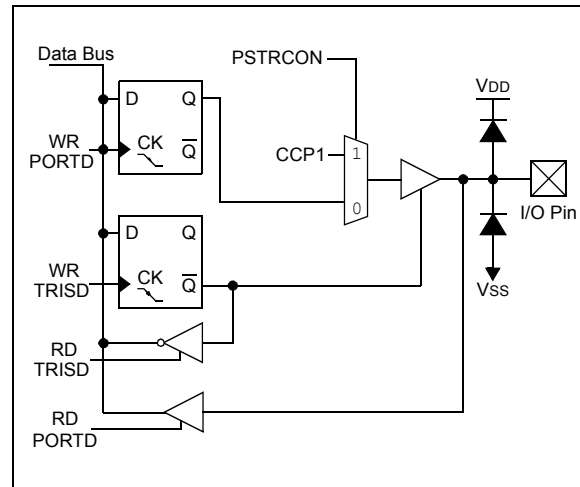 Data Bus
PSTRCON
VDD
D Q
WR
PORTD
CK Q
CCP1
1
0
I/O Pin
D Q
VSS
WR
TRISD
CK Q
RD
TRISD
RD
PORTD